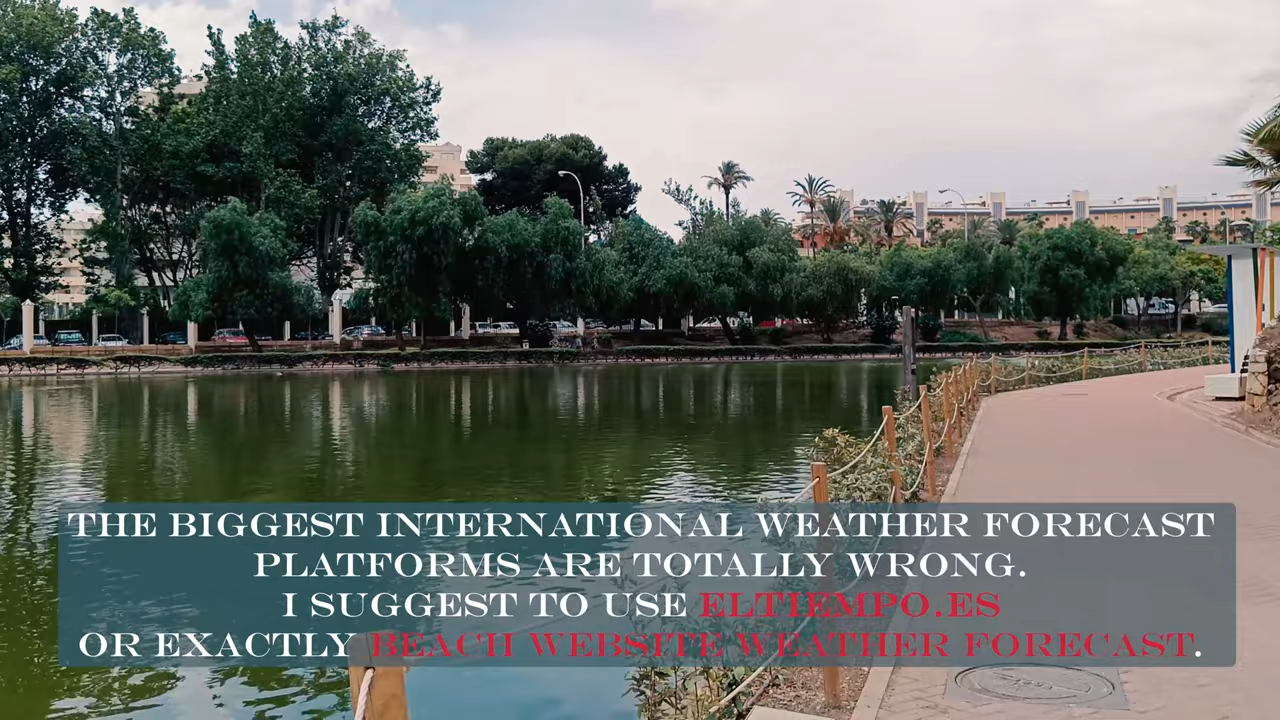 THE BIGGEST INTERNATIONAL WEATHER FORECAST
PLATFORMS ARE TOTALLY WRONG.
I SUGGEST TO USE ELTIEMPO.ES
OR EXACTLY BEACH WEBSITE WEATHER FORECAST.